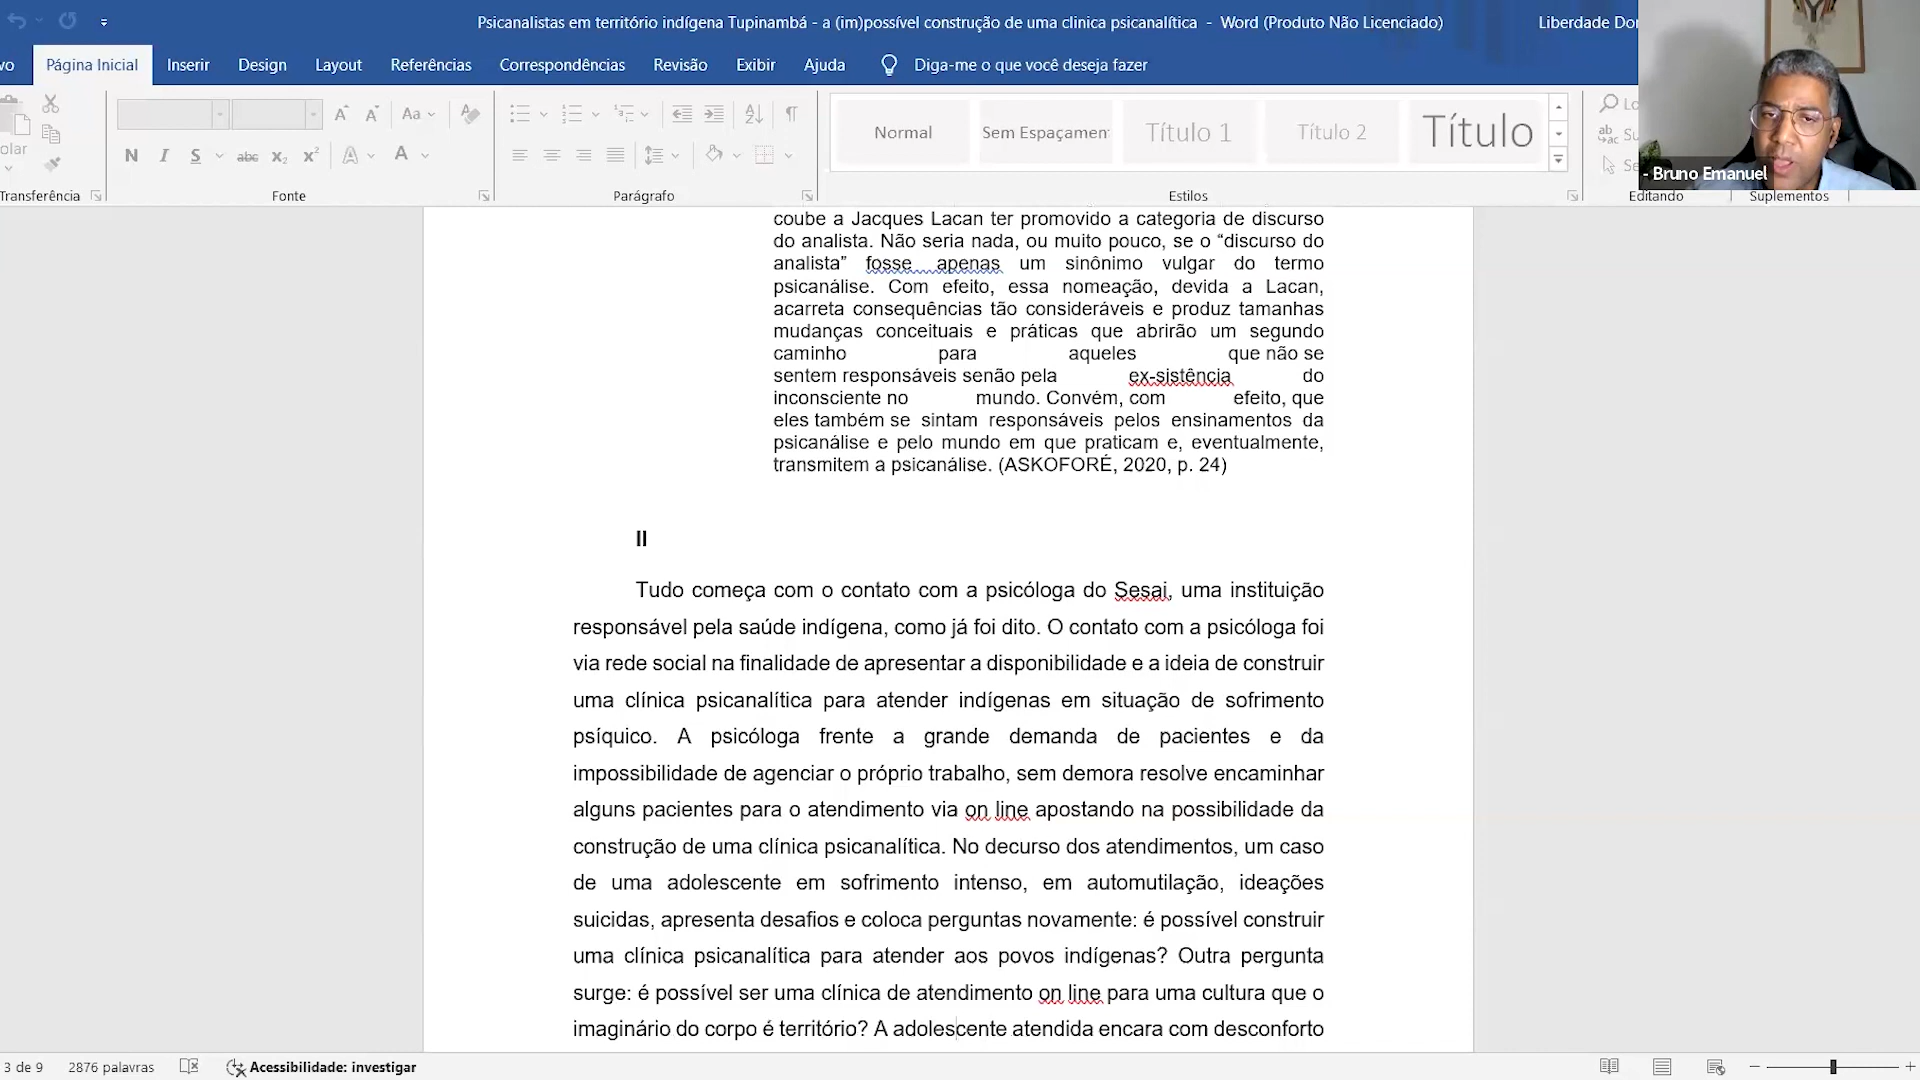 Psicanalistas em território indígena Tupinambá - a (im)possível construção de uma clinica psicanalítica - Word (Produto Não Licenciado)
Liberdade Dor
vo Página Inicial Inserir Design Layout Referências Correspondências Revisão Exibir Ajuda Diga-me o que você deseja fazer
olar
Transferência
Aa
N I S abc x₂ x² A A
Fonte
Parágrafo
Normal
Sem Espaçamen
Título 1
Título 2
Título
Estilos
Lo
Su
Se
Editando
Suplementos
- Bruno Emanuel
coube a Jacques Lacan ter promovido a categoria de discurso
do analista. Não seria nada, ou muito pouco, se o “discurso do
analista” fosse apenas um sinônimo vulgar do termo
psicanálise. Com efeito, essa nomeação, devida a Lacan,
acarreta consequências tão consideráveis e produz tamanhas
mudanças conceituais e práticas que abrirão um segundo
caminho para aqueles que não se
sentem responsáveis senão pela ex-sistência do
inconsciente no mundo. Convém, com efeito, que
eles também se sintam responsáveis pelos ensinamentos da
psicanálise e pelo mundo em que praticam e, eventualmente,
transmitem a psicanálise. (ASKOFORÉ, 2020, p. 24)
II
Tudo começa com o contato com a psicóloga do Sesai, uma instituição
responsável pela saúde indígena, como já foi dito. O contato com a psicóloga foi
via rede social na finalidade de apresentar a disponibilidade e a ideia de construir
uma clínica psicanalítica para atender indígenas em situação de sofrimento
psíquico. A psicóloga frente a grande demanda de pacientes e da
impossibilidade de agenciar o próprio trabalho, sem demora resolve encaminhar
alguns pacientes para o atendimento via on line apostando na possibilidade da
construção de uma clínica psicanalítica. No decurso dos atendimentos, um caso
de uma adolescente em sofrimento intenso, em automutilação, ideações
suicidas, apresenta desafios e coloca perguntas novamente: é possível construir
uma clínica psicanalítica para atender aos povos indígenas? Outra pergunta
surge: é possível ser uma clínica de atendimento on line para uma cultura que o
imaginário do corpo é território? A adolescente atendida encara com desconforto
3 de 9 2876 palavras Acessibilidade: investigar